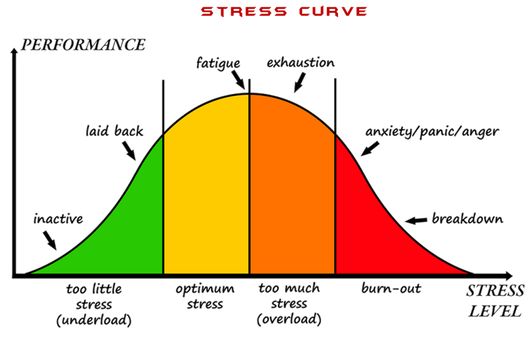 STRESS CURVE
PERFORMANCE
fatigue
exhaustion
laid back
anxiety/panic/anger
inactive
breakdown
too little
stress
(underload)
optimum
stress
too much
stress
(overload)
burn-out
STRESS
LEVEL